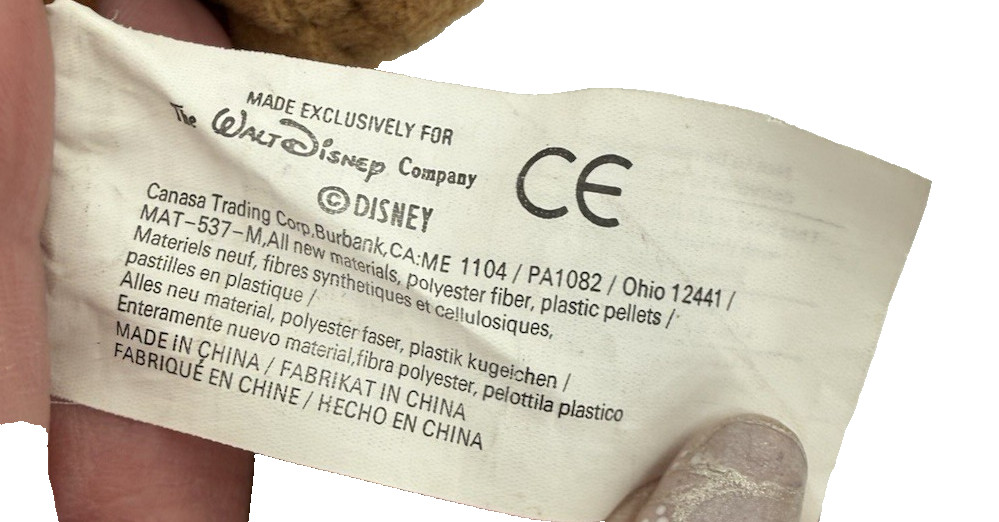 MADE EXCLUSIVELY FOR
The WALT DISNEY Company
© DISNEY
CE
Canasa Trading Corp.Burbank,CA:ME 1104 / PA1082 / Ohio 12441 /
MAT-537-M,All new materials, polyester fiber, plastic pellets /
Materiels neuf, fibres synthetiques et cellulosiques,
pastilles en plastique /
Alles neu material, polyester faser, plastik kugelchen /
Enteramente nuevo material,fibra polyester, pelottila plastico
MADE IN CHINA / FABRIKAT IN CHINA
FABRIQUÉ EN CHINE / HECHO EN CHINA